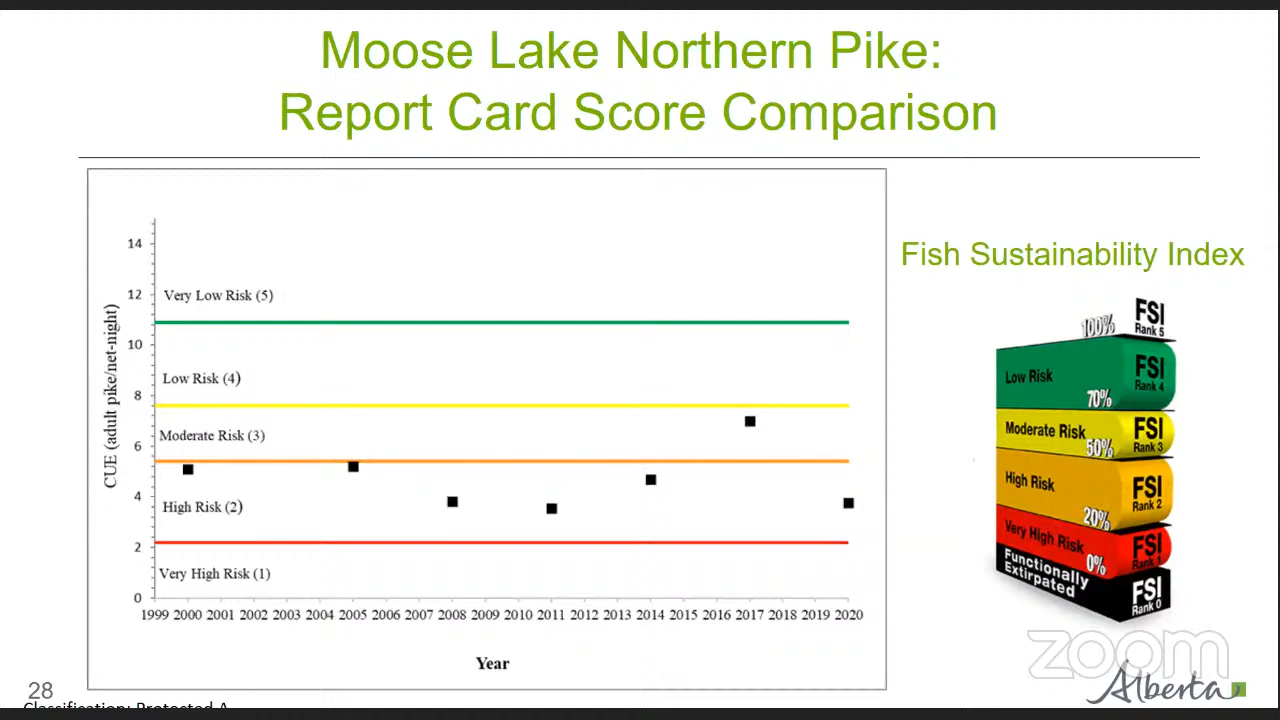 Moose Lake Northern Pike:
Report Card Score Comparison
14
12
10
8
6
4
2
0
CUE (adult pike/net-night)
Very Low Risk (5)
Low Risk (4)
Moderate Risk (3)
High Risk (2)
Very High Risk (1)
1999 2000 2001 2002 2003 2004 2005 2006 2007 2008 2009 2010 2011 2012 2013 2014 2015 2016 2017 2018 2019 2020
Year
Fish Sustainability Index
100%
FSI
Rank 5
Low Risk
70%
FSI
Rank 4
Moderate Risk
50%
FSI
Rank 3
High Risk
20%
FSI
Rank 2
Very High Risk
0%
FSI
Rank 1
Functionally
Extirpated
FSI
Rank 0
zoom
Alberta
28
Classification: Protected A